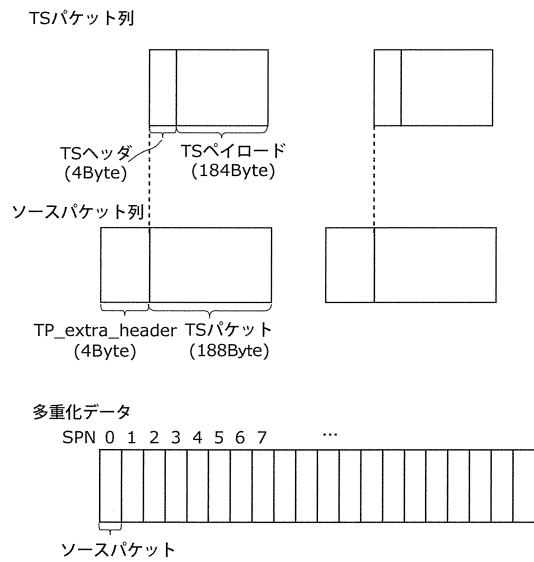 TSパケット列
TSヘッダ
(4Byte)
TSペイロード
(184Byte)
ソースパケット列
TP_extra_header
(4Byte)
TSパケット
(188Byte)
多重化データ
SPN 0 1 2 3 4 5 6 7 …
ソースパケット